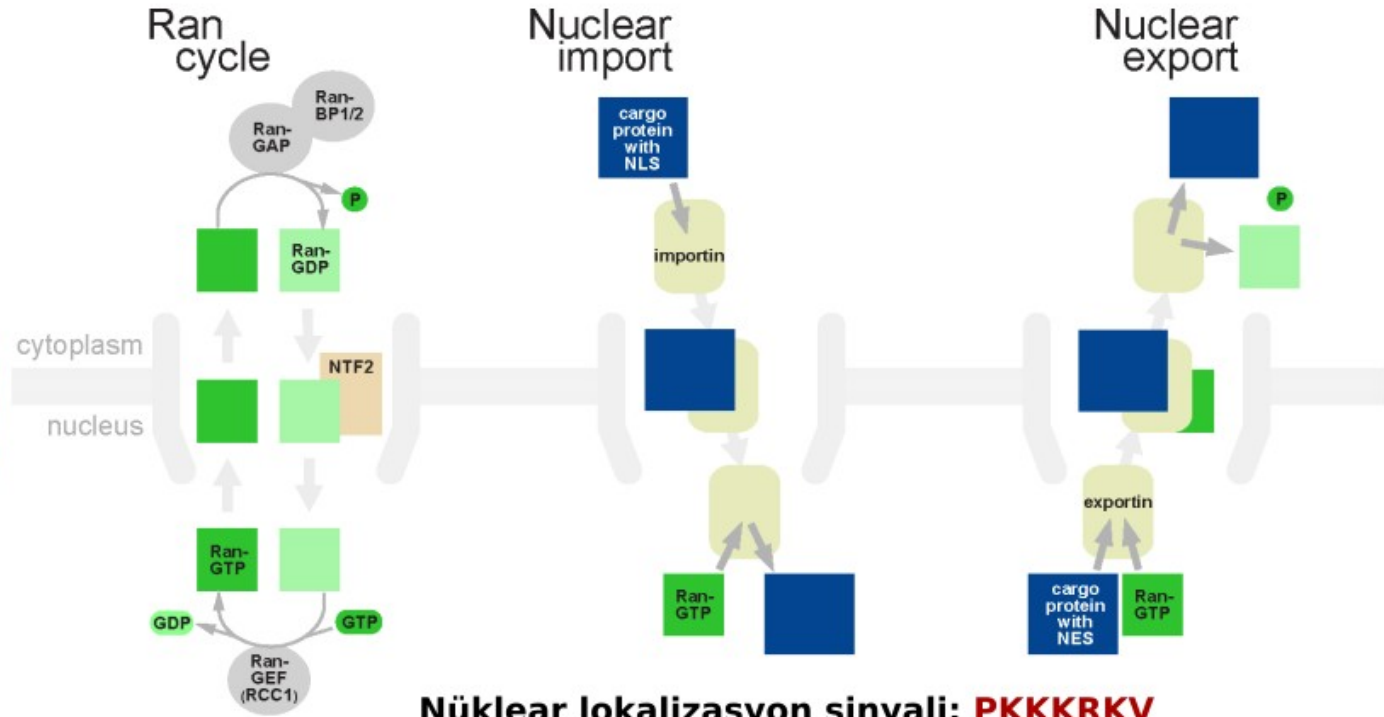 Ran
cycle
Ran-
BP1/2
Ran-
GAP
P
Ran-
GDP
cytoplasm
nucleus
NTF2
Ran-
GTP
GDP
GTP
Ran-
GEF
(RCC1)
Nuclear
import
cargo
protein
with
NLS
importin
Ran-
GTP
Nuclear
export
P
exportin
cargo
protein
with
NES
Ran-
GTP
Nüklear lokalizasyon sinyali: PKKKRKV